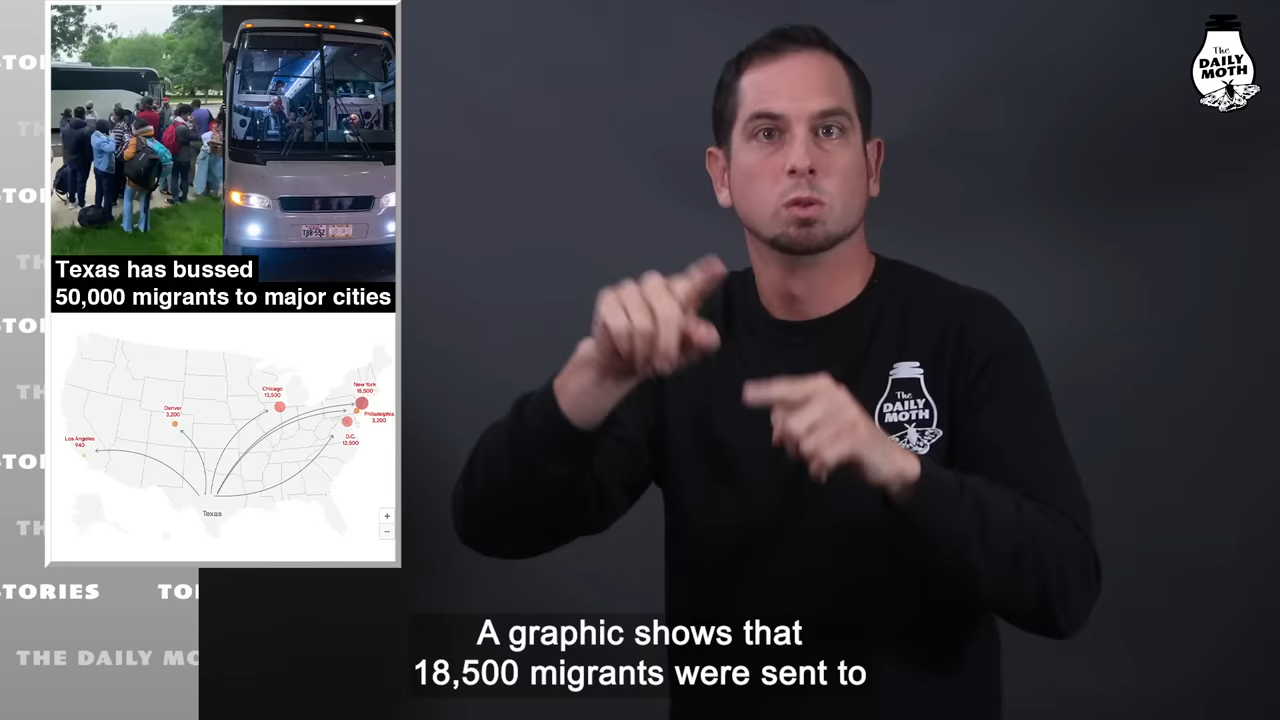 The
DAILY
MOTH
STORIES
TO
THE DAILY MO
Texas has bussed
50,000 migrants to major cities
Chicago
13,500
New York
18,500
Denver
3,200
Philadelphia
3,200
Los Angeles
940
D.C.
12,500
Texas
+
−
The
DAILY
MOTH
A graphic shows that
18,500 migrants were sent to